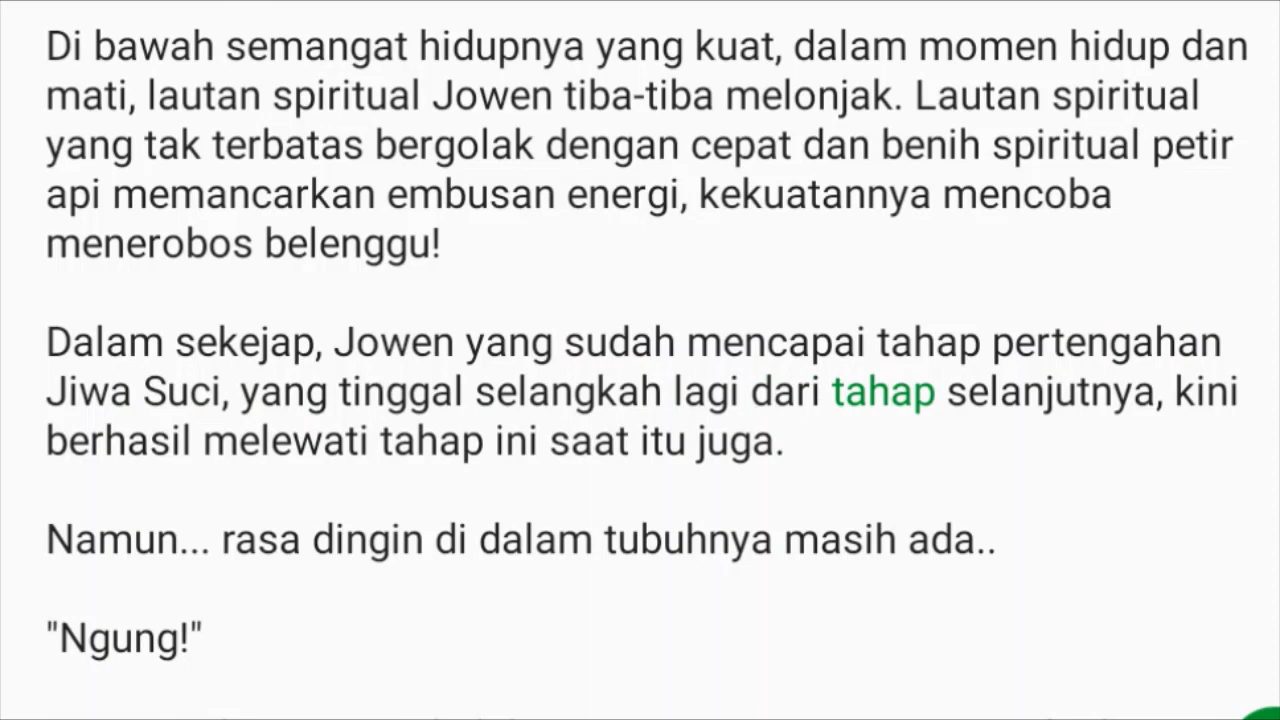 Di bawah semangat hidupnya yang kuat, dalam momen hidup dan
mati, lautan spiritual Jowen tiba-tiba melonjak. Lautan spiritual
yang tak terbatas bergolak dengan cepat dan benih spiritual petir
api memancarkan embusan energi, kekuatannya mencoba
menerobos belenggu!
Dalam sekejap, Jowen yang sudah mencapai tahap pertengahan
Jiwa Suci, yang tinggal selangkah lagi dari tahap selanjutnya, kini
berhasil melewati tahap ini saat itu juga.
Namun... rasa dingin di dalam tubuhnya masih ada..
"Ngung!"